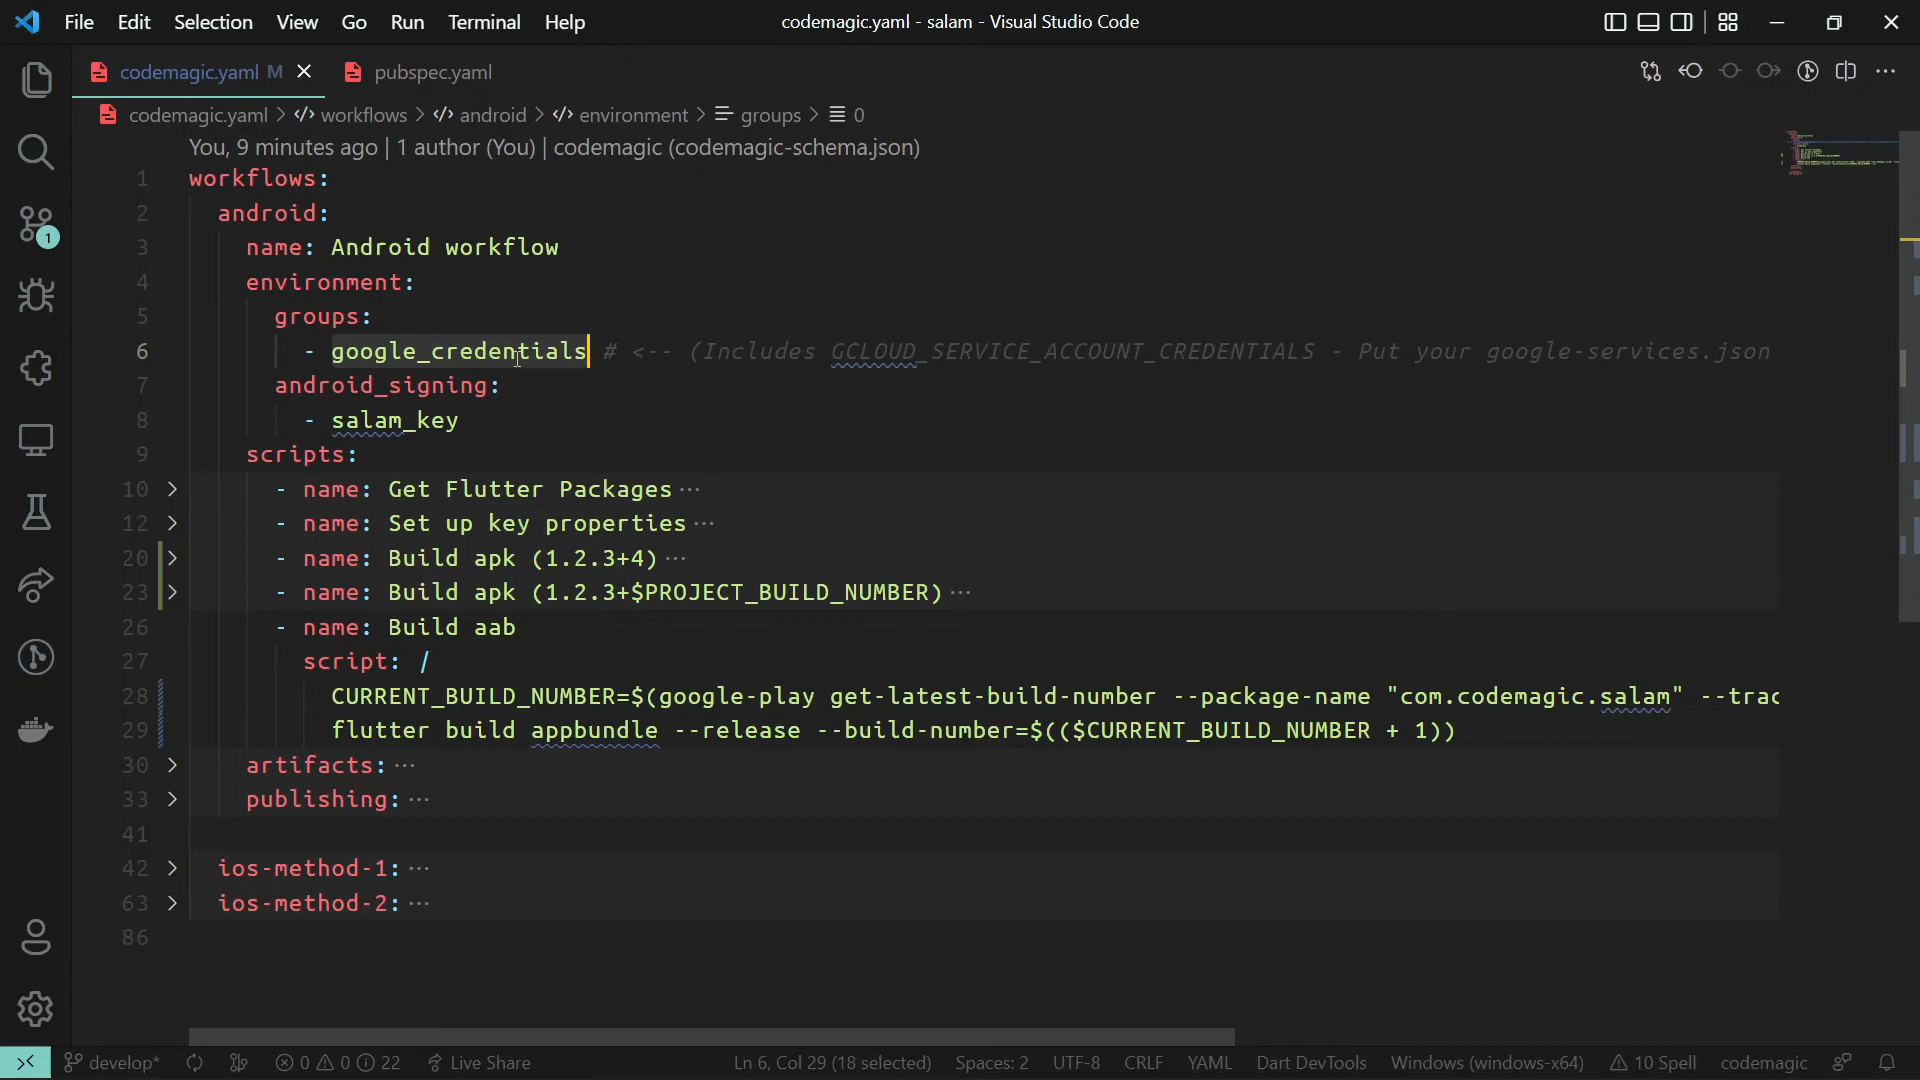 File Edit Selection View Go Run Terminal Help codemagic.yaml - salam - Visual Studio Code
codemagic.yaml M pubspec.yaml
codemagic.yaml > workflows > android > environment > groups > 0
You, 9 minutes ago | 1 author (You) | codemagic (codemagic-schema.json)
1 workflows:
2 android:
3 name: Android workflow
4 environment:
5 groups:
6 - google_credentials # <-- (Includes GCLOUD_SERVICE_ACCOUNT_CREDENTIALS - Put your google-services.json
7 android_signing:
8 - salam_key
9 scripts:
10 - name: Get Flutter Packages ···
12 - name: Set up key properties ···
20 - name: Build apk (1.2.3+4) ···
23 - name: Build apk (1.2.3+$PROJECT_BUILD_NUMBER) ···
26 - name: Build aab
27 script: /
28 CURRENT_BUILD_NUMBER=$(google-play get-latest-build-number --package-name "com.codemagic.salam" --trac
29 flutter build appbundle --release --build-number=$(($CURRENT_BUILD_NUMBER + 1))
30 artifacts: ···
33 publishing: ···
41
42 ios-method-1: ···
63 ios-method-2: ···
86
1
develop* 0 0 22 Live Share Ln 6, Col 29 (18 selected) Spaces: 2 UTF-8 CRLF YAML Dart DevTools Windows (windows-x64) 10 Spell codemagic